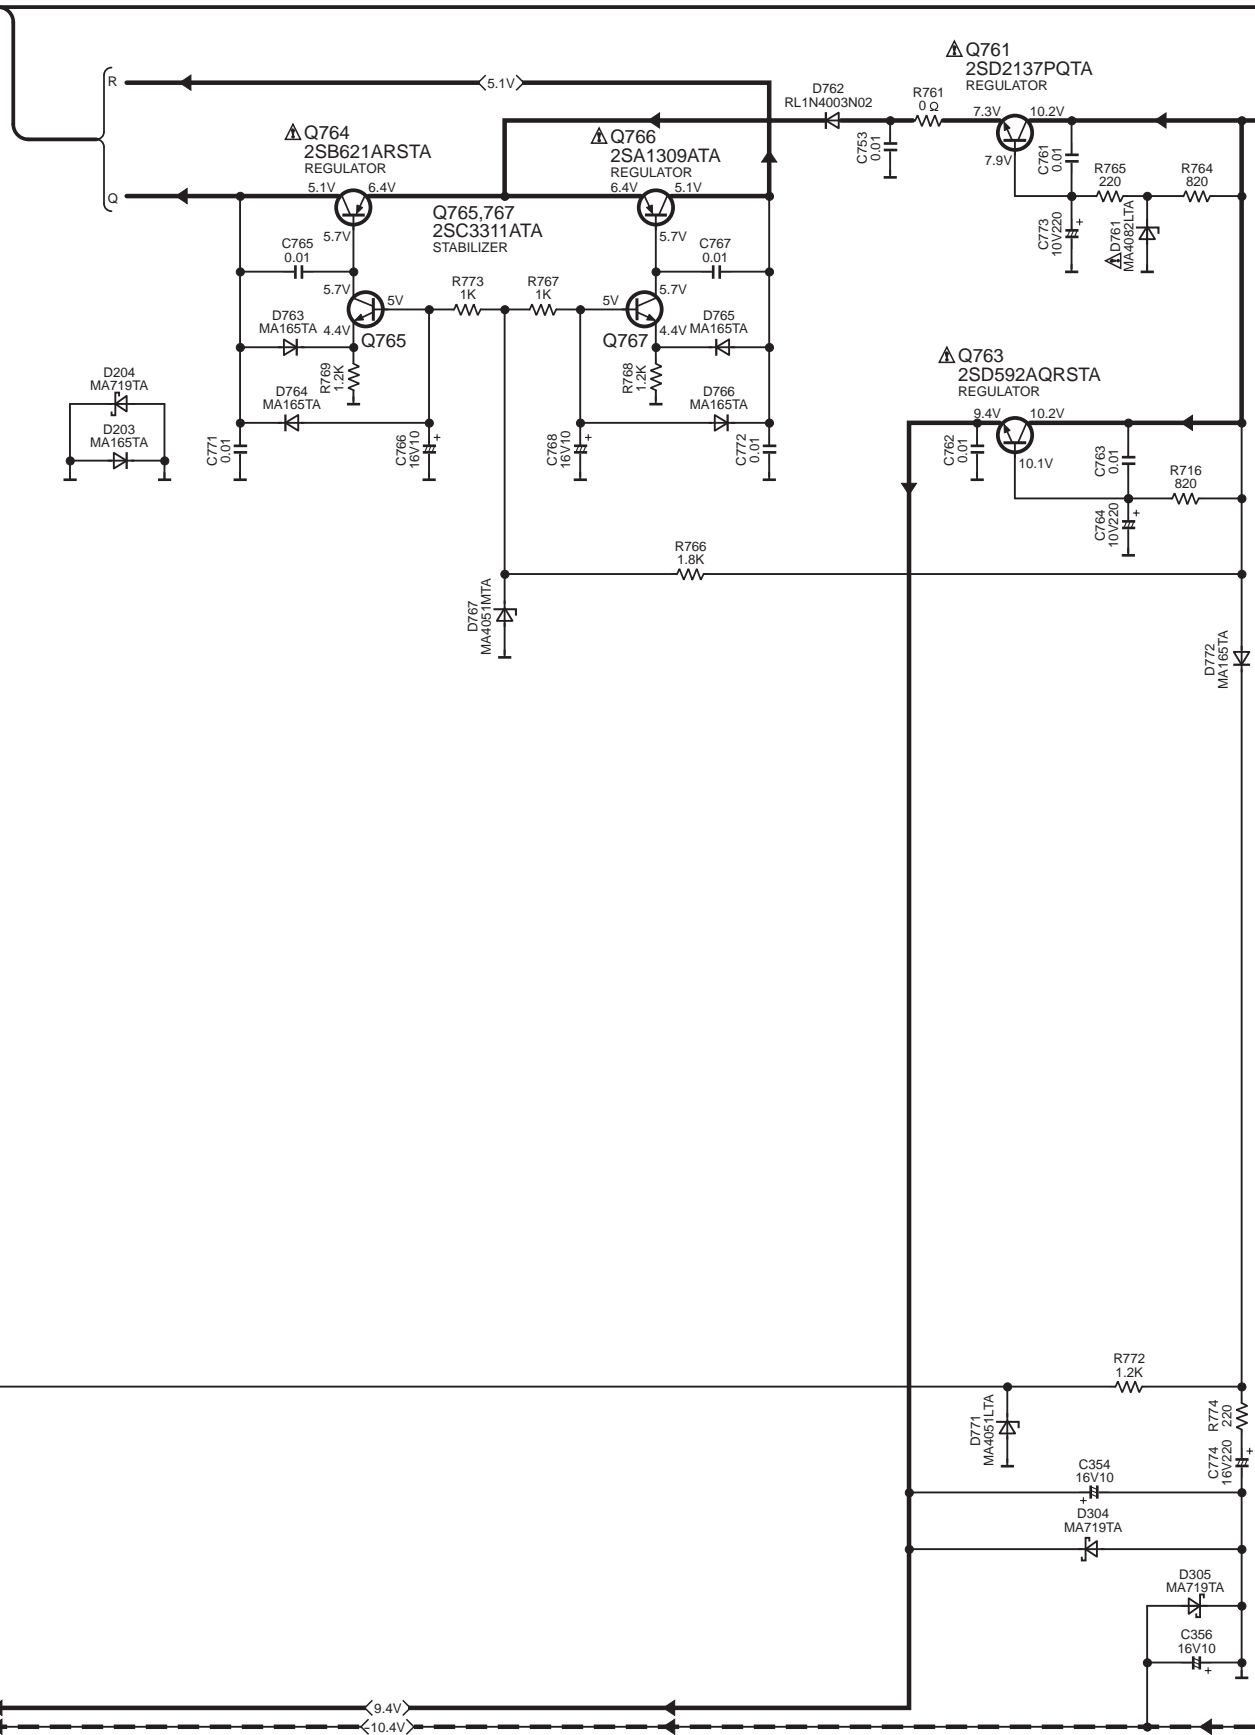 Q761
2SD2137PQTA
REGULATOR
R
5.1V
D762
RL1N4003N02
R761
0 Ω
7.3V
10.2V
C753
0.01
7.9V
C761
0.01
R765
220
R764
820
C773
10V220
+
D761
MA4082LTA
Q764
2SB621ARSTA
REGULATOR
Q766
2SA1309ATA
REGULATOR
Q
5.1V
6.4V
6.4V
5.1V
Q765,767
2SC3311ATA
STABILIZER
5.7V
5.7V
C765
0.01
C767
0.01
5.7V
5V
R773
1K
R767
1K
5V
5.7V
D763
MA165TA
4.4V
Q765
Q767
4.4V
D765
MA165TA
R769
1.2K
R768
1.2K
D764
MA165TA
D766
MA165TA
D204
MA719TA
D203
MA165TA
C771
0.01
C766
16V10
+
C768
16V10
+
C772
0.01
Q763
2SD592AQRSTA
REGULATOR
9.4V
10.2V
C762
0.01
10.1V
C763
0.01
R716
820
C764
10V220
+
R766
1.8K
D767
MA4051MTA
D772
MA165TA
R772
1.2K
D771
MA4051LTA
R774
220
C774
16V220
+
C354
16V10
+
D304
MA719TA
D305
MA719TA
C356
16V10
+
9.4V
-10.4V